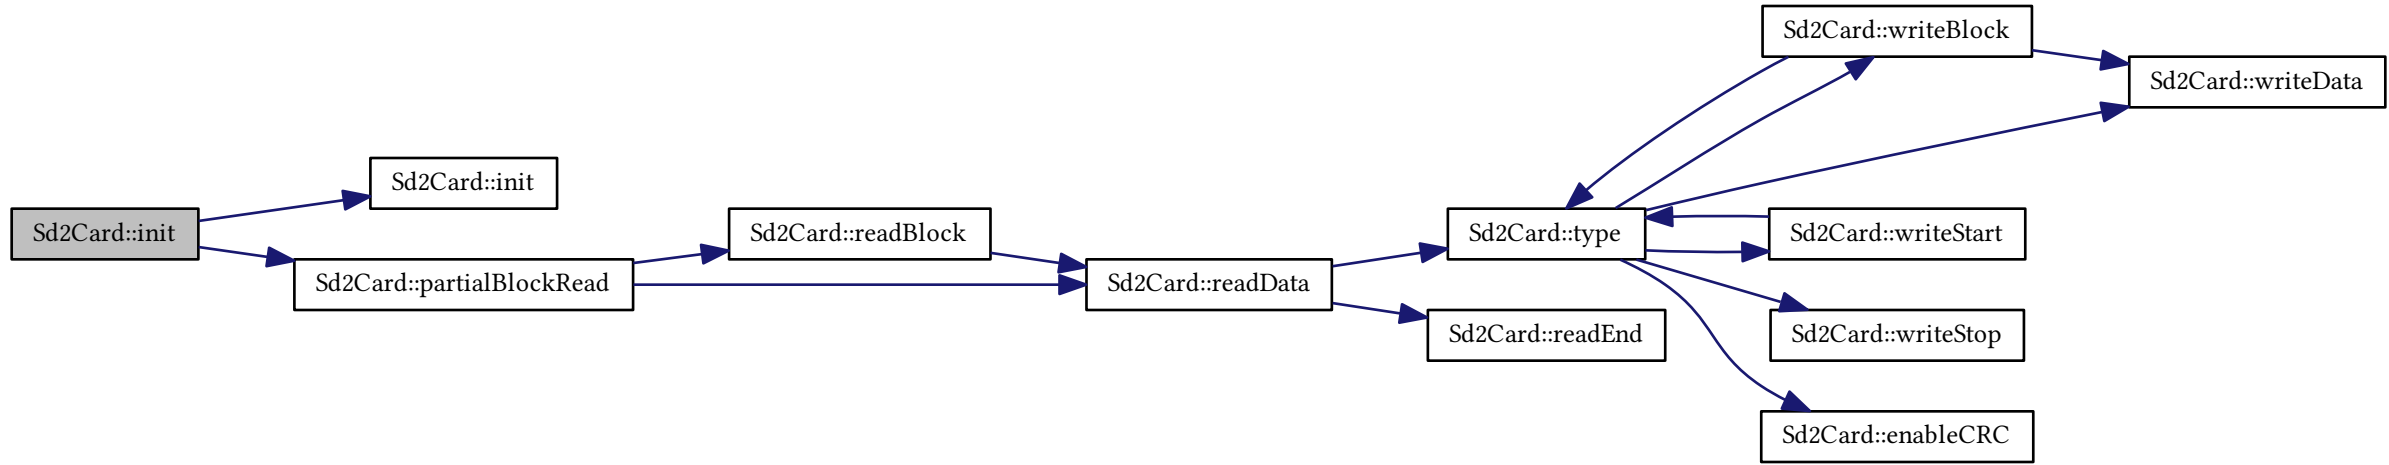 Sd2Card::init
Sd2Card::init
Sd2Card::partialBlockRead
Sd2Card::readBlock
Sd2Card::readData
Sd2Card::type
Sd2Card::readEnd
Sd2Card::writeBlock
Sd2Card::writeData
Sd2Card::writeStart
Sd2Card::writeStop
Sd2Card::enableCRC